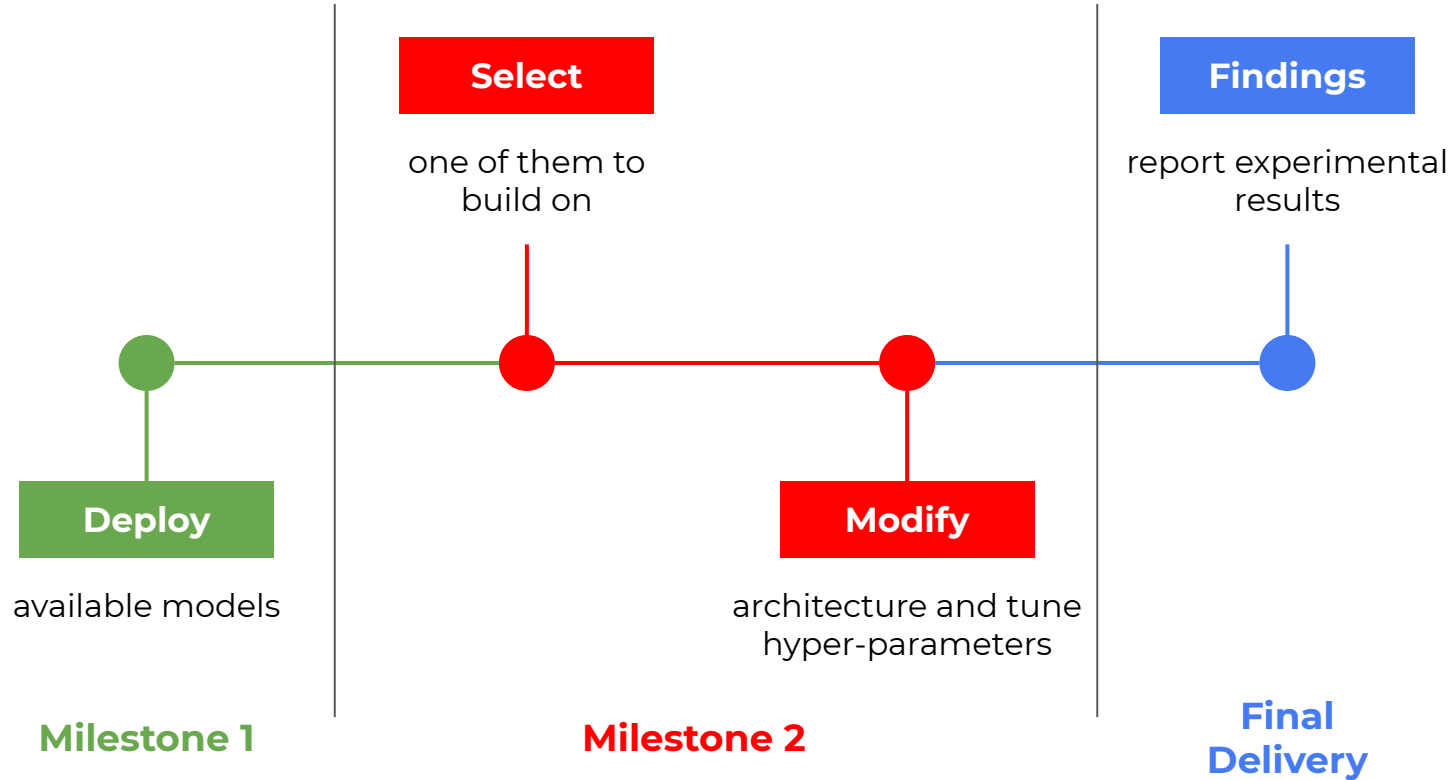 Select
one of them to
build on
Findings
report experimental
results
Deploy
available models
Modify
architecture and tune
hyper-parameters
Milestone 1
Milestone 2
Final
Delivery